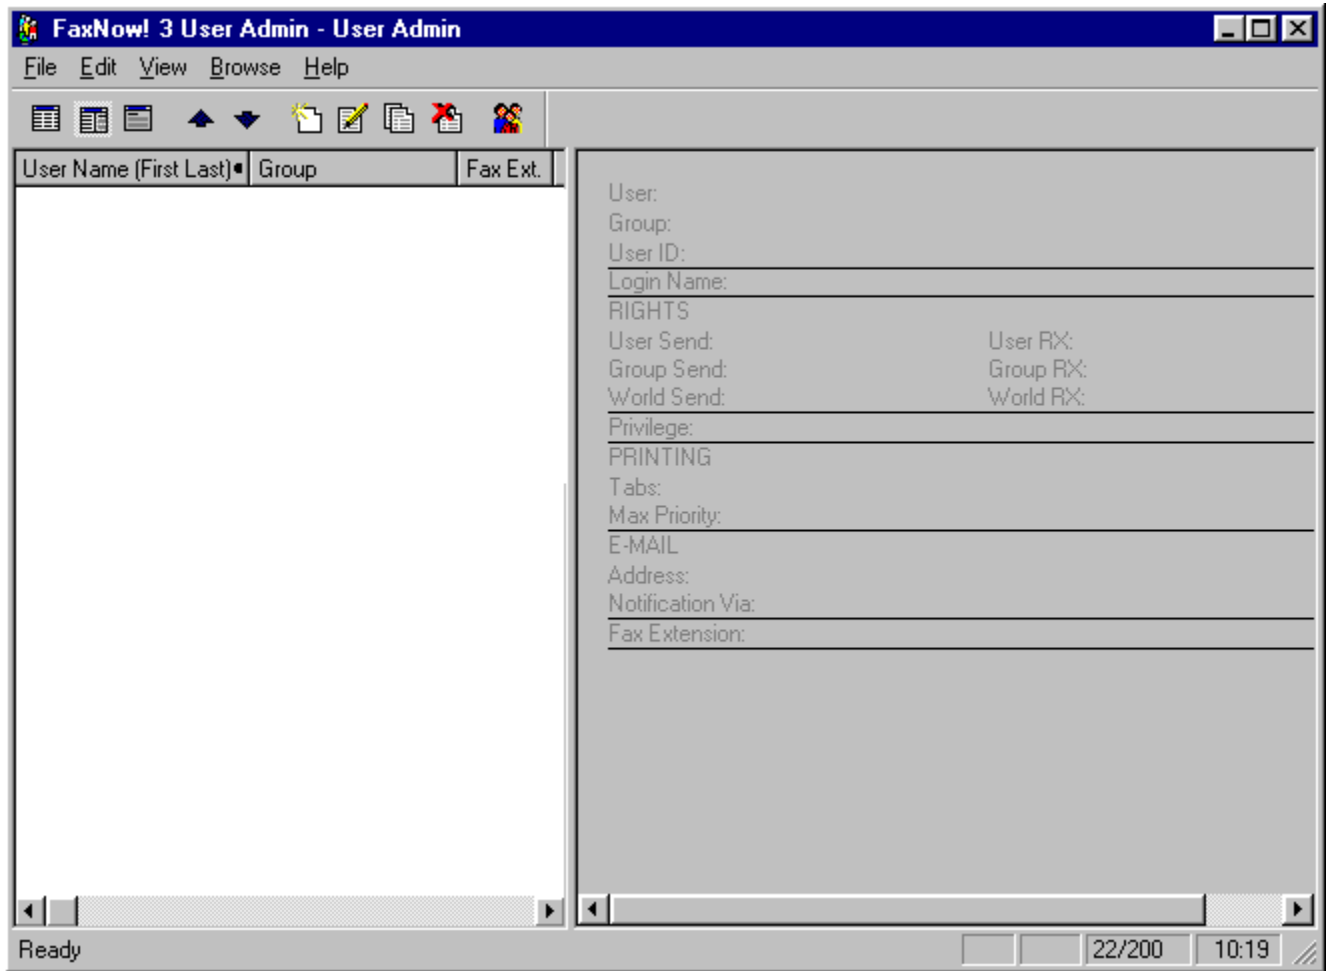 FaxNow! 3 User Admin - User Admin
File Edit View Browse Help
User Name (First Last) Group Fax Ext.
User:
Group:
User ID:
Login Name:
RIGHTS
User Send: User RX:
Group Send: Group RX:
World Send: World RX:
Privilege:
PRINTING
Tabs:
Max Priority:
E-MAIL
Address:
Notification Via:
Fax Extension:
Ready 22/200 10:19